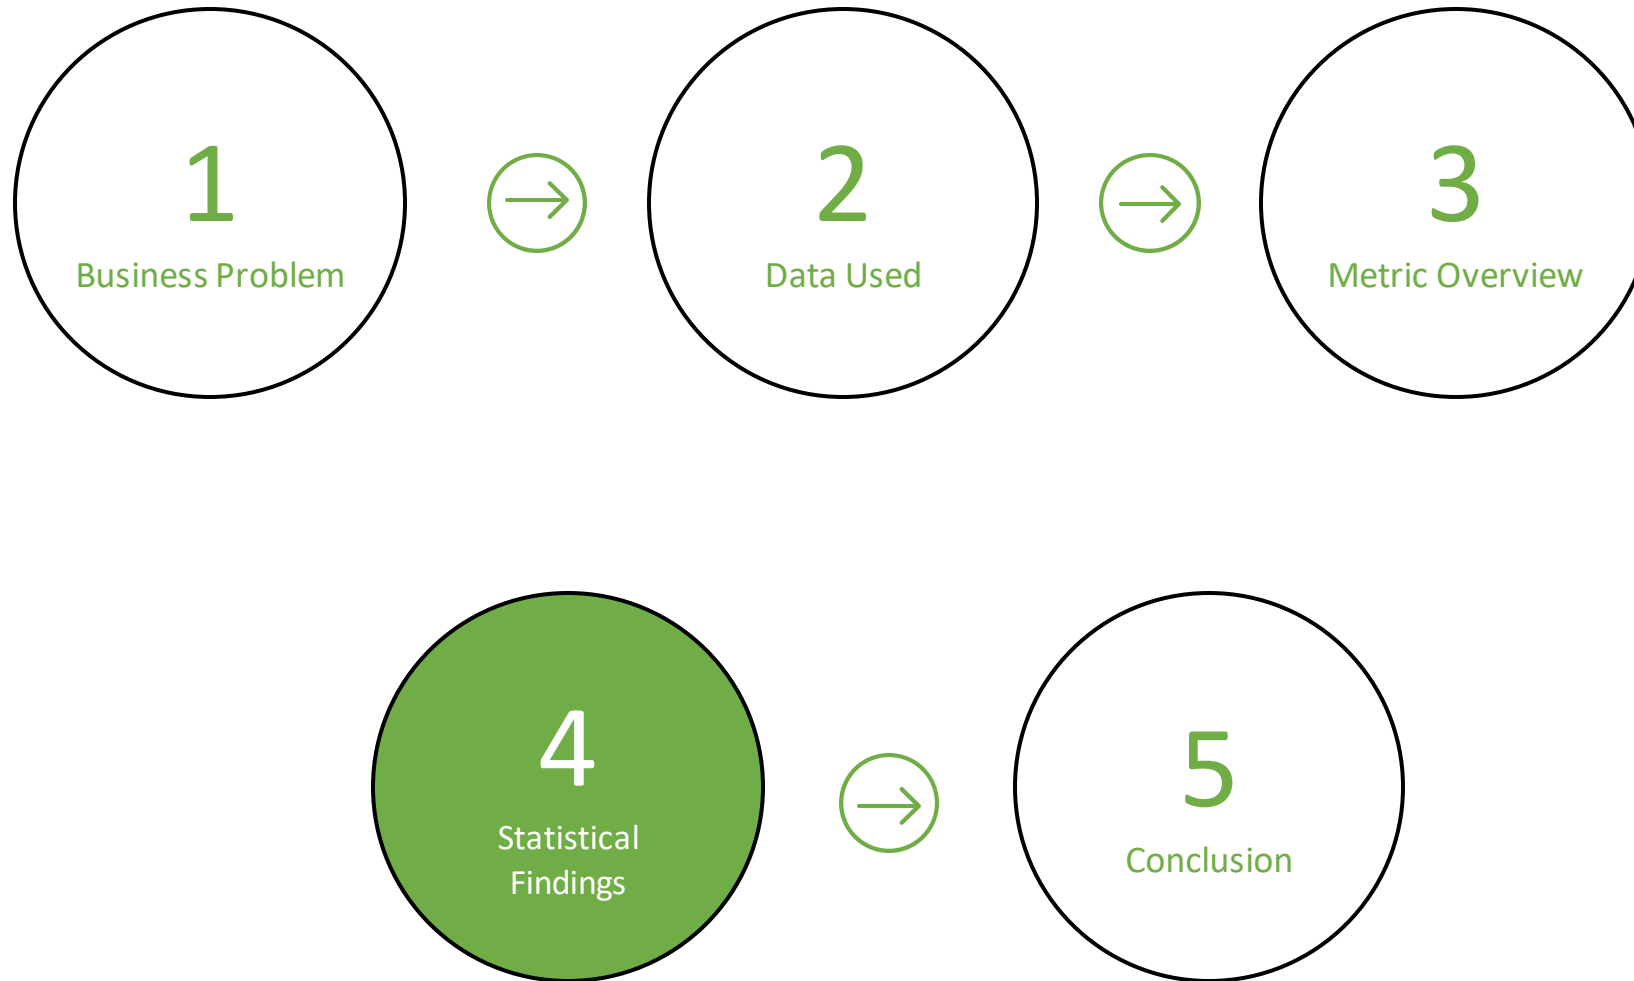 1
Business Problem
2
Data Used
3
Metric Overview
4
Statistical
Findings
5
Conclusion